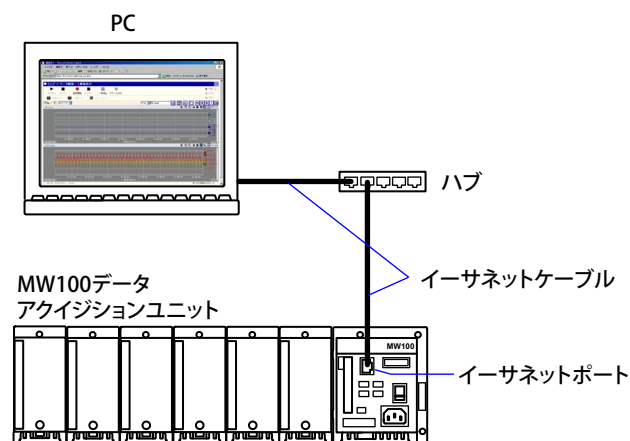 PC
ハブ
イーサネットケーブル
MW100データ
アクイジションユニット
MW100
イーサネットポート